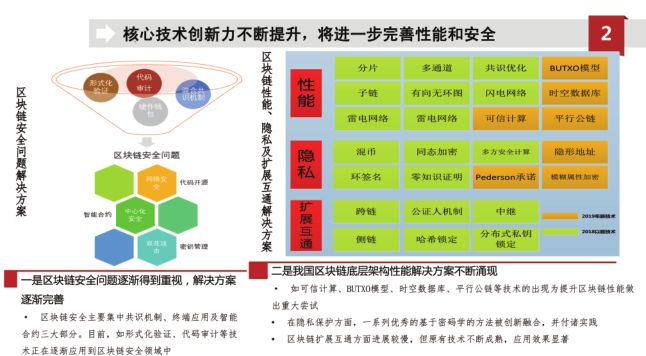 核心技术创新力不断提升，将进一步完善性能和安全
2
区块链安全问题解决方案
形式化
验证
代码
审计
混合共
识机制
硬件钱
包
区块链安全问题
网络安
全
代码开源
智能合约
中心化
安全
双花攻
击
密钥管理
区块链性能、隐私及扩展互通解决方案
性能
分片
多通道
共识优化
BUTXO模型
子链
有向无环图
闪电网络
时空数据库
雷电网络
雷电网络
可信计算
平行公链
隐私
混币
同态加密
多方安全计算
隐形地址
环签名
零知识证明
Pederson承诺
模糊属性加密
扩展互通
跨链
公证人机制
中继
2019年新技术
侧链
哈希锁定
分布式私钥
锁定
2018以前技术
一是区块链安全问题逐渐得到重视，解决方案
逐渐完善
• 区块链安全主要集中共识机制、终端应用及智能
合约三大部分。目前，如形式化验证、代码审计等技
术正在逐渐应用到区块链安全领域中
二是我国区块链底层架构性能解决方案不断涌现
• 如可信计算、BUTXO模型、时空数据库、平行公链等技术的出现为提升区块链性能做
出重大尝试
• 在隐私保护方面，一系列优秀的基于密码学的方法被创新融合，并付诸实践
• 区块链扩展互通方面进展较慢，但原有技术不断成熟，应用效果显著